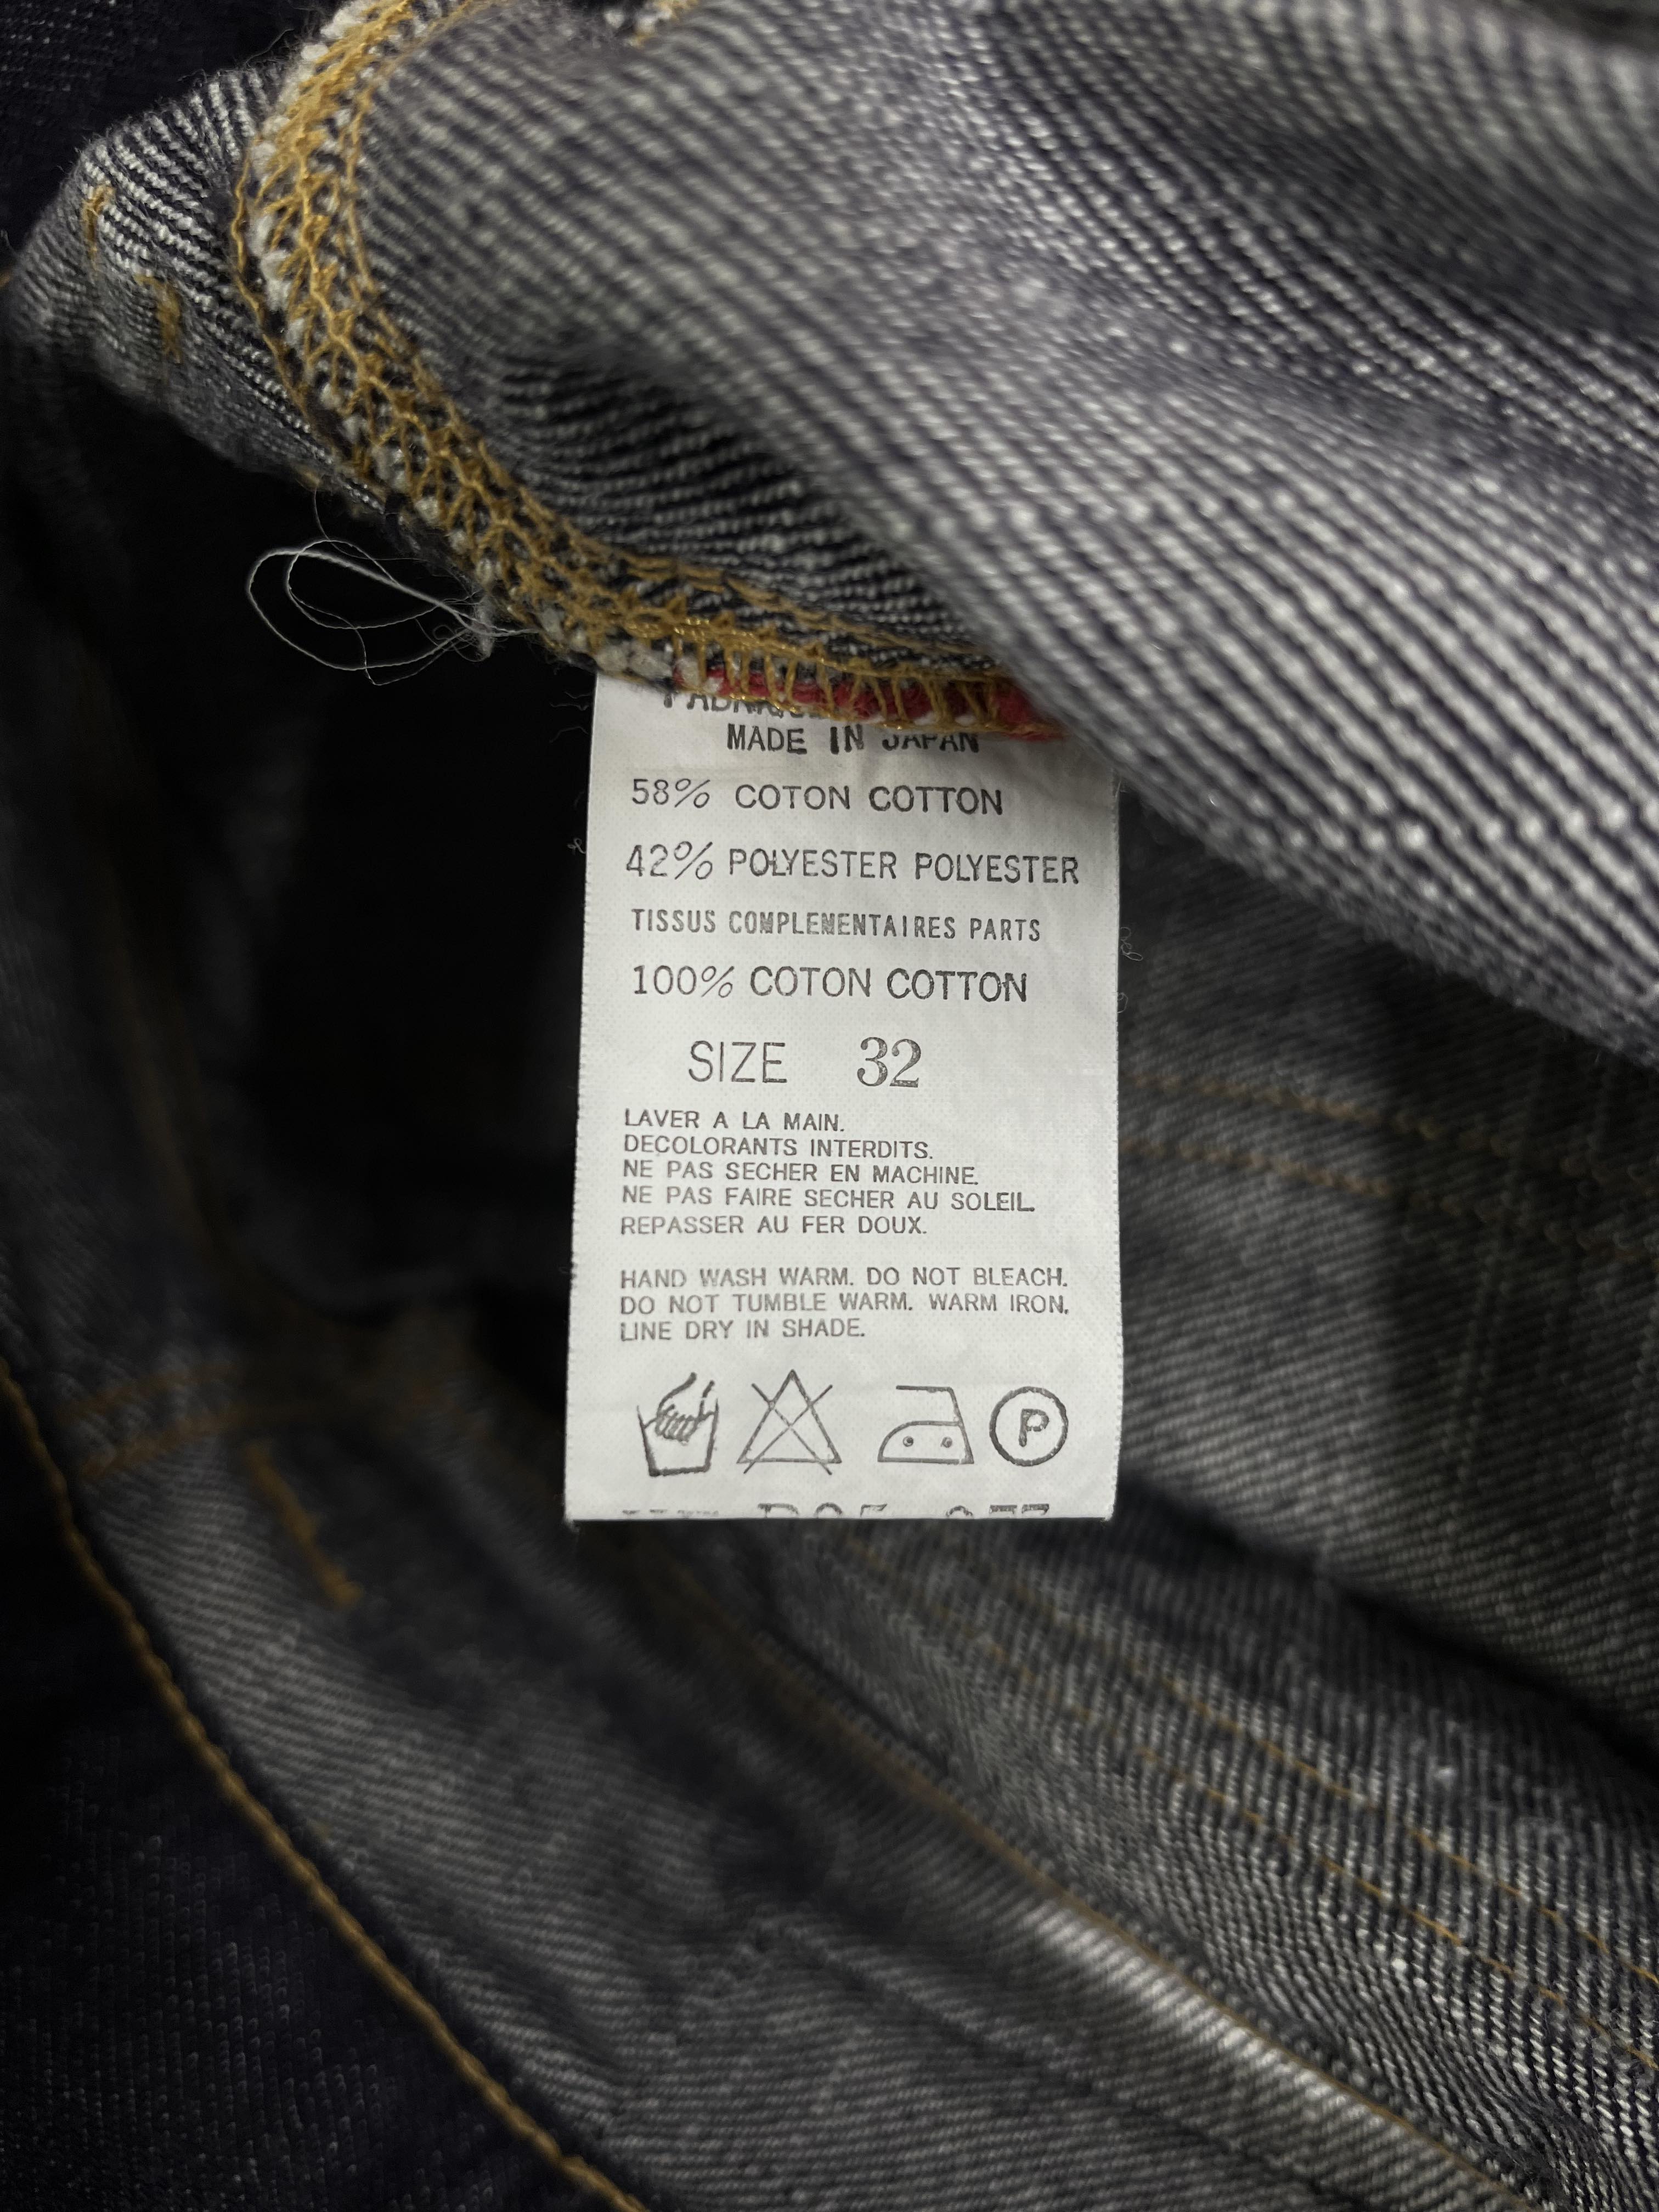 MADE IN JAPAN
58% COTON COTTON
42% POLYESTER POLYESTER
TISSUS COMPLEMENTAIRES PARTS
100% COTON COTTON
SIZE 32
LAVER A LA MAIN.
DECOLORANTS INTERDITS.
NE PAS SECHER EN MACHINE.
NE PAS FAIRE SECHER AU SOLEIL.
REPASSER AU FER DOUX.
HAND WASH WARM. DO NOT BLEACH.
DO NOT TUMBLE WARM. WARM IRON.
LINE DRY IN SHADE.
P